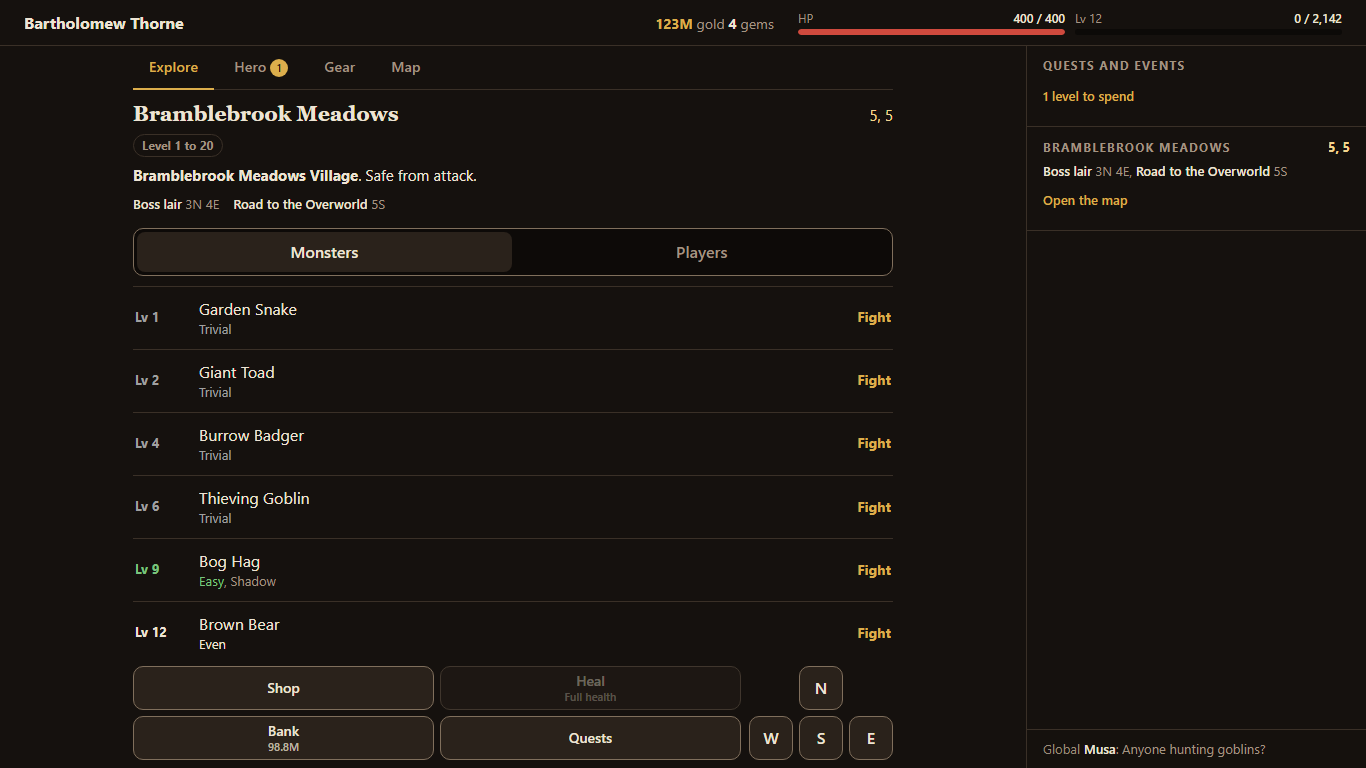 Bartholomew Thorne
123M gold 4 gems
HP 400 / 400
Lv 12 0 / 2,142
Explore
Hero 1
Gear
Map
Bramblebrook Meadows 5, 5
Level 1 to 20
Bramblebrook Meadows Village. Safe from attack.
Boss lair 3N 4E Road to the Overworld 5S
Monsters
Players
Lv 1 Garden Snake Fight
Trivial
Lv 2 Giant Toad Fight
Trivial
Lv 4 Burrow Badger Fight
Trivial
Lv 6 Thieving Goblin Fight
Trivial
Lv 9 Bog Hag Fight
Easy, Shadow
Lv 12 Brown Bear Fight
Even
Shop
Heal
Full health
N
Bank
98.8M
Quests
W
S
E
QUESTS AND EVENTS
1 level to spend
BRAMBLEBROOK MEADOWS 5, 5
Boss lair 3N 4E, Road to the Overworld 5S
Open the map
Global Musa: Anyone hunting goblins?